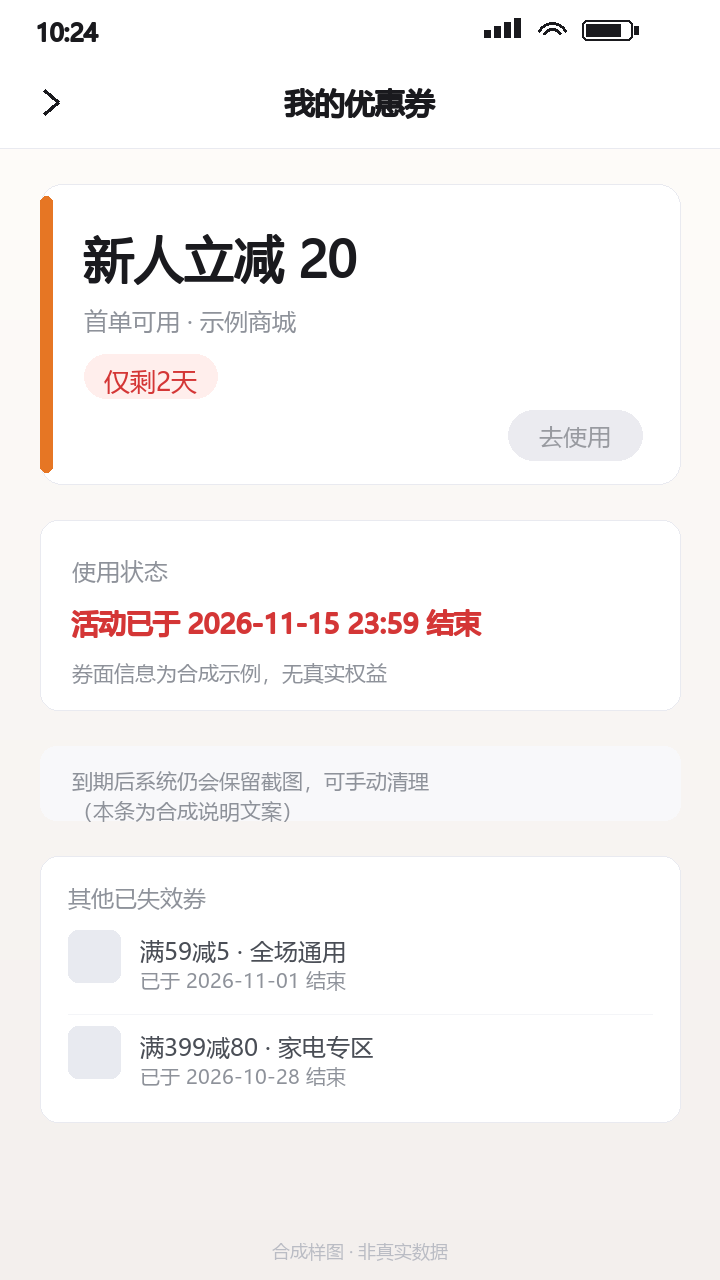 10:24
我的优惠券
新人立减 20
首单可用 · 示例商城
仅剩2天
去使用
使用状态
活动已于 2026-11-15 23:59 结束
券面信息为合成示例，无真实权益
到期后系统仍会保留截图，可手动清理
（本条为合成说明文案）
其他已失效券
满59减5 · 全场通用
已于 2026-11-01 结束
满399减80 · 家电专区
已于 2026-10-28 结束
合成样图 · 非真实数据